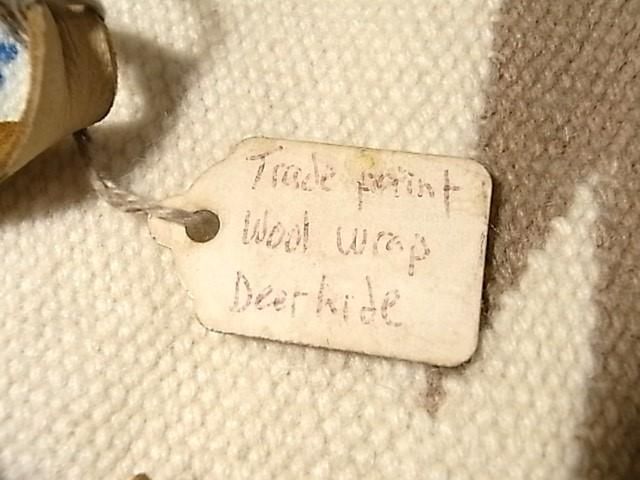 Trade point
Wool wrap
Deer hide